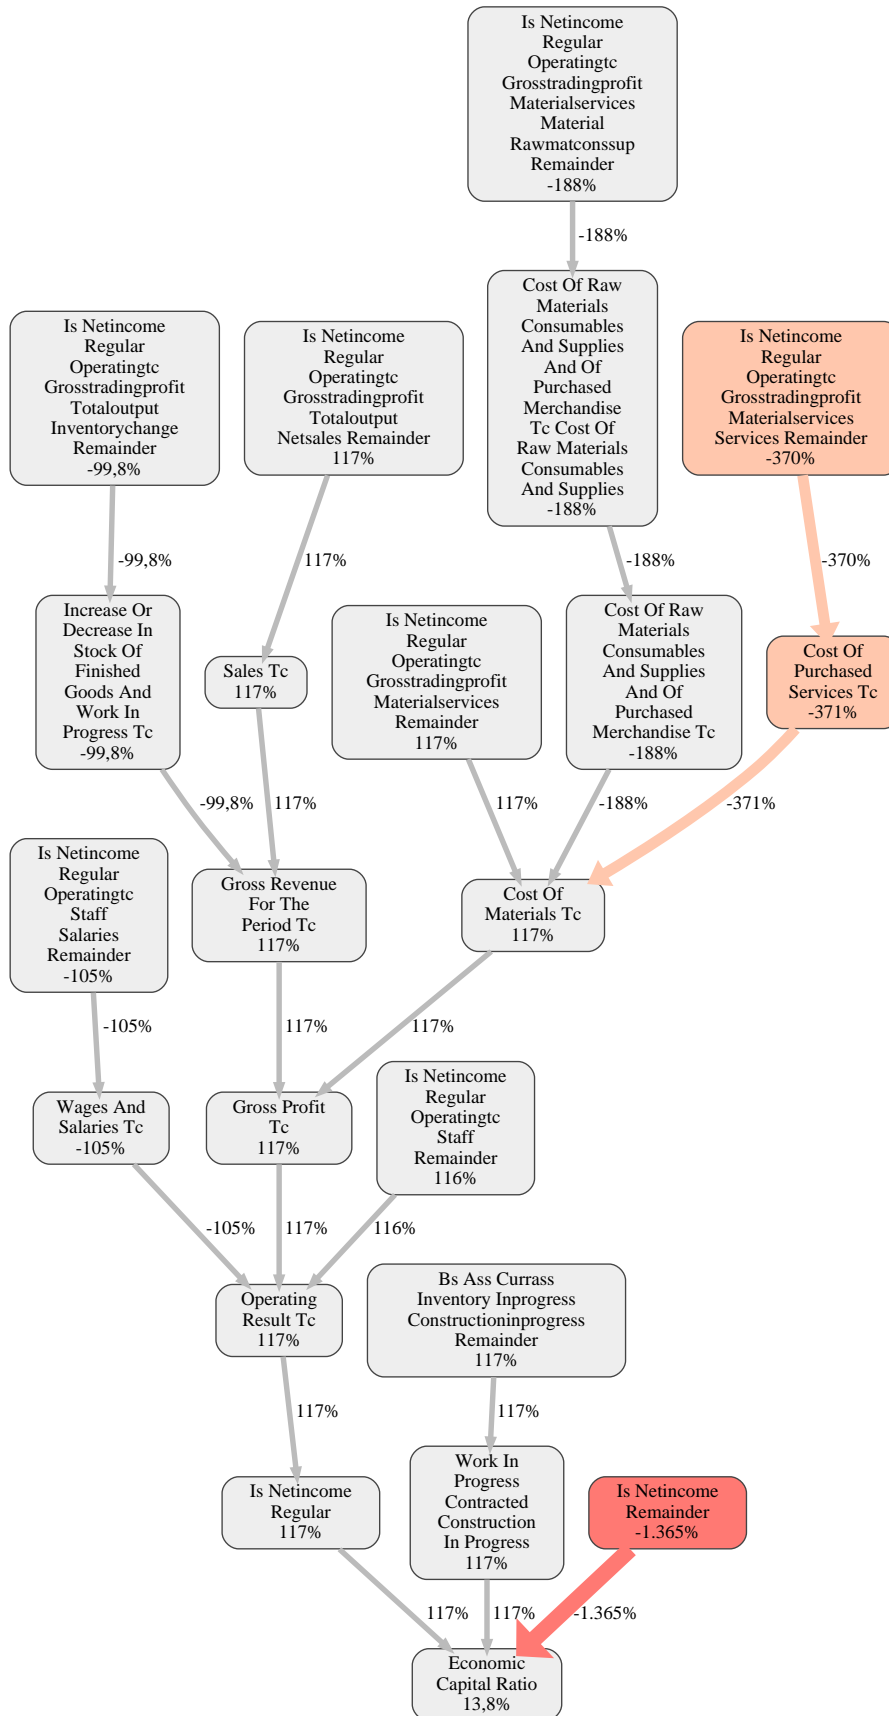 Is Netincome
Regular
Operatingtc
Grosstradingprofit
Materialservices
Material
Rawmatconssup
Remainder
-188%
-188%
Cost Of Raw
Materials
Consumables
And Supplies
And Of
Purchased
Merchandise
Tc Cost Of
Raw Materials
Consumables
And Supplies
-188%
Is Netincome
Regular
Operatingtc
Grosstradingprofit
Totaloutput
Inventorychange
Remainder
-99,8%
Is Netincome
Regular
Operatingtc
Grosstradingprofit
Totaloutput
Netsales Remainder
117%
Is Netincome
Regular
Operatingtc
Grosstradingprofit
Materialservices
Services Remainder
-370%
-99,8%
117%
-188%
-370%
Increase Or
Decrease In
Stock Of
Finished
Goods And
Work In
Progress Tc
-99,8%
Sales Tc
117%
Is Netincome
Regular
Operatingtc
Grosstradingprofit
Materialservices
Remainder
117%
Cost Of Raw
Materials
Consumables
And Supplies
And Of
Purchased
Merchandise Tc
-188%
Cost Of
Purchased
Services Tc
-371%
-99,8%
117%
117%
-188%
-371%
Is Netincome
Regular
Operatingtc
Staff
Salaries
Remainder
-105%
Gross Revenue
For The
Period Tc
117%
Cost Of
Materials Tc
117%
-105%
117%
117%
Wages And
Salaries Tc
-105%
Gross Profit
Tc
117%
Is Netincome
Regular
Operatingtc
Staff
Remainder
116%
-105%
117%
116%
Operating
Result Tc
117%
Bs Ass Currass
Inventory Inprogress
Constructioninprogress
Remainder
117%
117%
117%
Is Netincome
Regular
117%
Work In
Progress
Contracted
Construction
In Progress
117%
Is Netincome
Remainder
-1.365%
117%
117%
-1.365%
Economic
Capital Ratio
13,8%